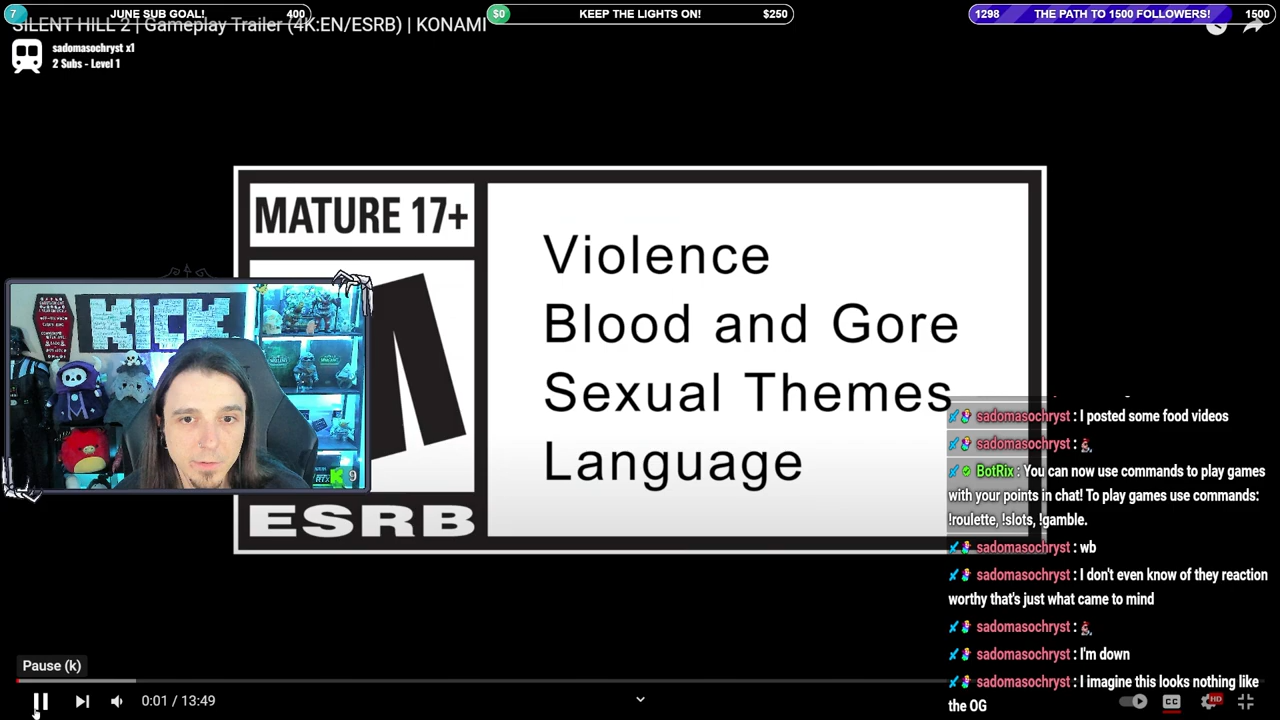 7 JUNE SUB GOAL! 400
$0 KEEP THE LIGHTS ON! $250
1298 THE PATH TO 1500 FOLLOWERS! 1500
SILENT HILL 2 | Gameplay Trailer (4K:EN/ESRB) | KONAMI
sadomasochryst x1
2 Subs - Level 1
MATURE 17+
Violence
Blood and Gore
Sexual Themes
Language
ESRB
KICK
9
sadomasochryst : I posted some food videos
sadomasochryst :
BotRix : You can now use commands to play games
with your points in chat! To play games use commands:
!roulette, !slots, !gamble.
sadomasochryst : wb
sadomasochryst : I don't even know of they reaction
worthy that's just what came to mind
sadomasochryst :
sadomasochryst : I'm down
sadomasochryst : I imagine this looks nothing like
the OG
Pause (k)
0:01 / 13:49
CC
HD